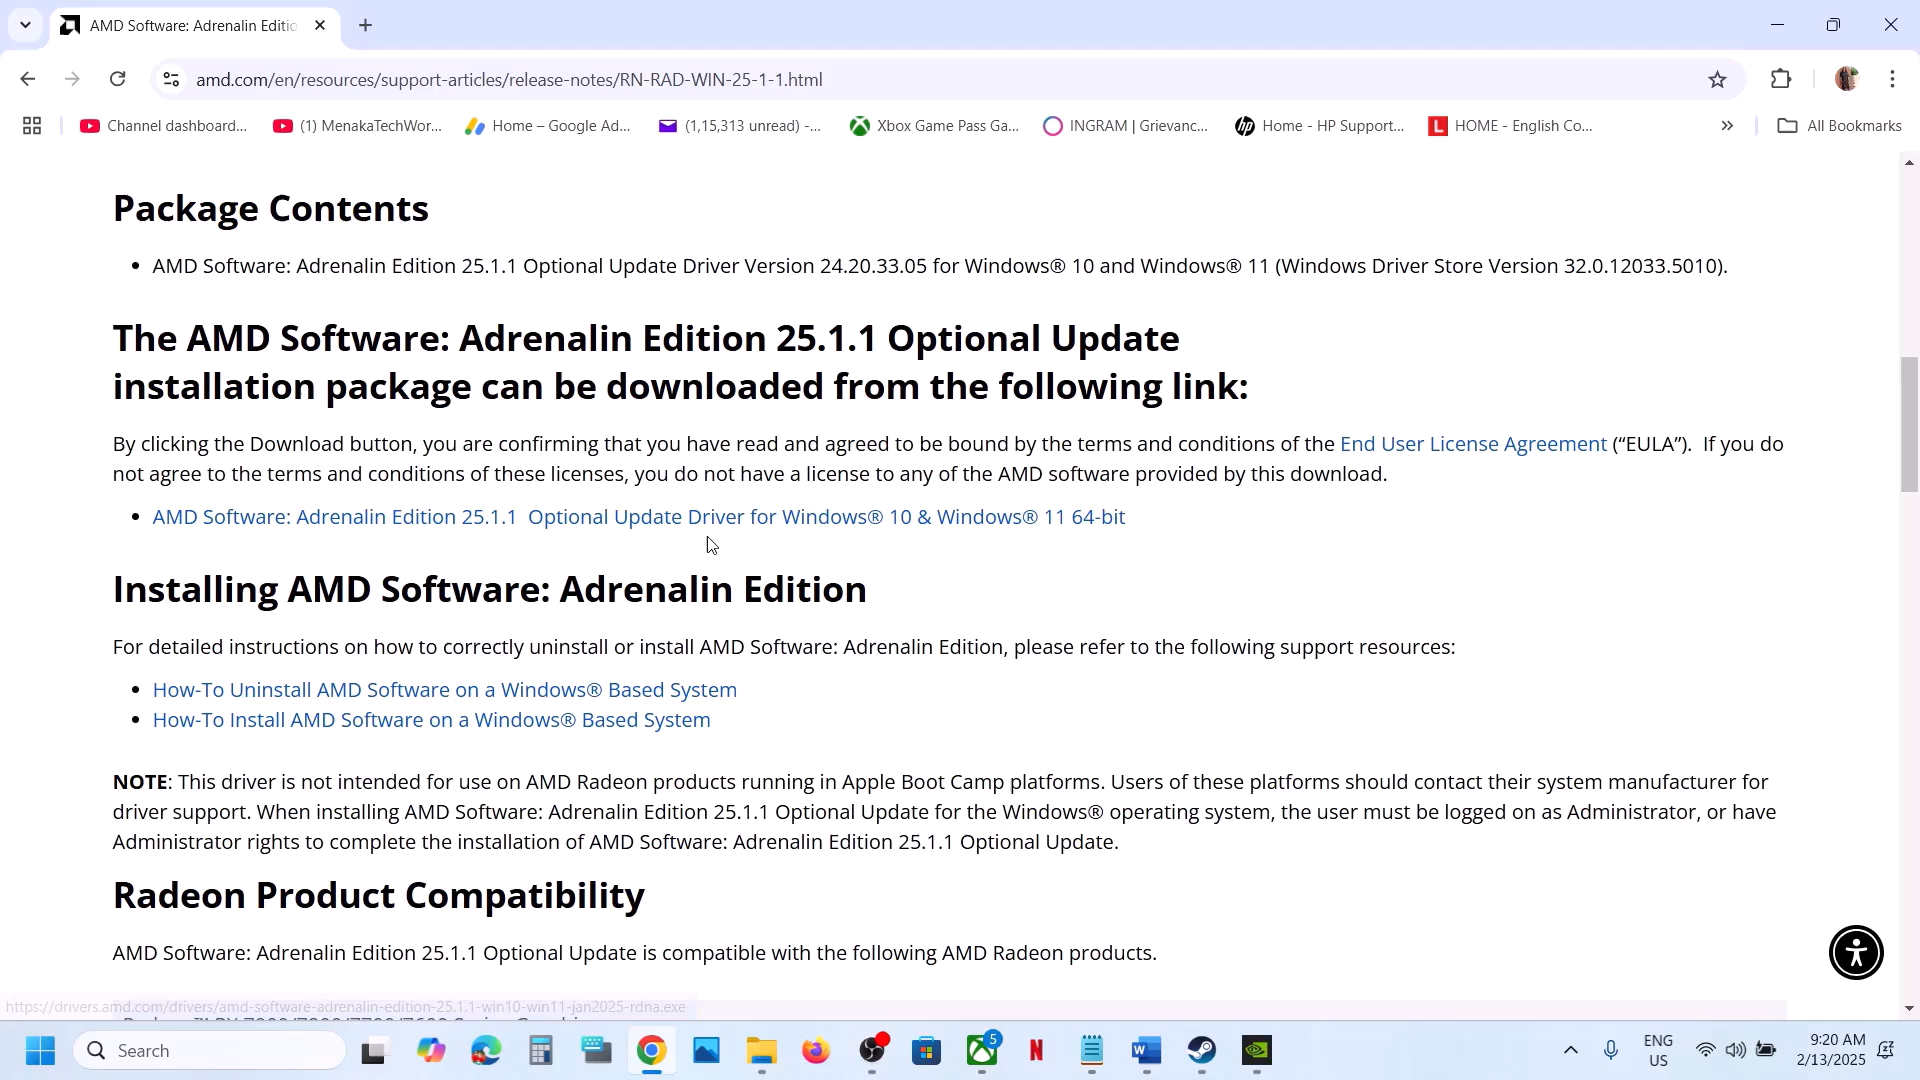 AMD Software: Adrenalin Editio
amd.com/en/resources/support-articles/release-notes/RN-RAD-WIN-25-1-1.html
Channel dashboard...
(1) MenakaTechWor...
Home – Google Ad...
(1,15,313 unread) -...
Xbox Game Pass Ga...
INGRAM | Grievanc...
Home - HP Support...
HOME - English Co...
»
All Bookmarks
Package Contents
• AMD Software: Adrenalin Edition 25.1.1 Optional Update Driver Version 24.20.33.05 for Windows® 10 and Windows® 11 (Windows Driver Store Version 32.0.12033.5010).
The AMD Software: Adrenalin Edition 25.1.1 Optional Update
installation package can be downloaded from the following link:
By clicking the Download button, you are confirming that you have read and agreed to be bound by the terms and conditions of the End User License Agreement (“EULA”).  If you do
not agree to the terms and conditions of these licenses, you do not have a license to any of the AMD software provided by this download.
• AMD Software: Adrenalin Edition 25.1.1  Optional Update Driver for Windows® 10 & Windows® 11 64-bit
Installing AMD Software: Adrenalin Edition
For detailed instructions on how to correctly uninstall or install AMD Software: Adrenalin Edition, please refer to the following support resources:
• How-To Uninstall AMD Software on a Windows® Based System
• How-To Install AMD Software on a Windows® Based System
NOTE: This driver is not intended for use on AMD Radeon products running in Apple Boot Camp platforms. Users of these platforms should contact their system manufacturer for
driver support. When installing AMD Software: Adrenalin Edition 25.1.1 Optional Update for the Windows® operating system, the user must be logged on as Administrator, or have
Administrator rights to complete the installation of AMD Software: Adrenalin Edition 25.1.1 Optional Update.
Radeon Product Compatibility
AMD Software: Adrenalin Edition 25.1.1 Optional Update is compatible with the following AMD Radeon products.
https://drivers.amd.com/drivers/amd-software-adrenalin-edition-25.1.1-win10-win11-jan2025-rdna.exe
Search
5
ENG
US
9:20 AM
2/13/2025